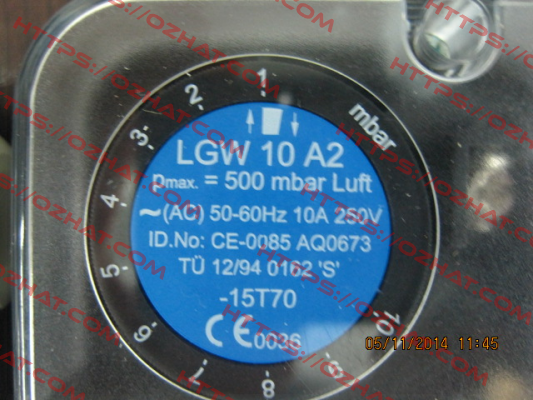 HTTPS://OZHAT.COM
mbar
1
2
3
4
5
6
7
8
9
10
LGW 10 A2
pmax. = 500 mbar Luft
~(AC) 50-60Hz 10A 250V
ID.No: CE-0085 AQ0673
TÜ 12/94 0162 'S'
-15T70
CE0036
05/11/2014 11:45